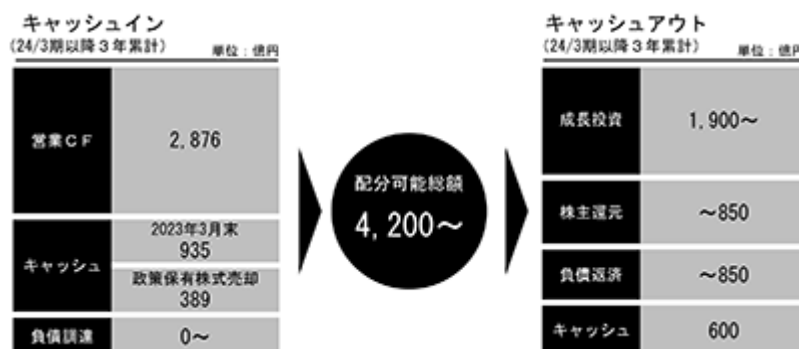 キャッシュイン
(24/3期以降３年累計) 単位：億円
営業ＣＦ 2,876
キャッシュ
2023年3月末
935
政策保有株式売却
389
負債調達 0～
配分可能総額
4,200～
キャッシュアウト
(24/3期以降３年累計) 単位：億円
成長投資 1,900～
株主還元 ～850
負債返済 ～850
キャッシュ 600